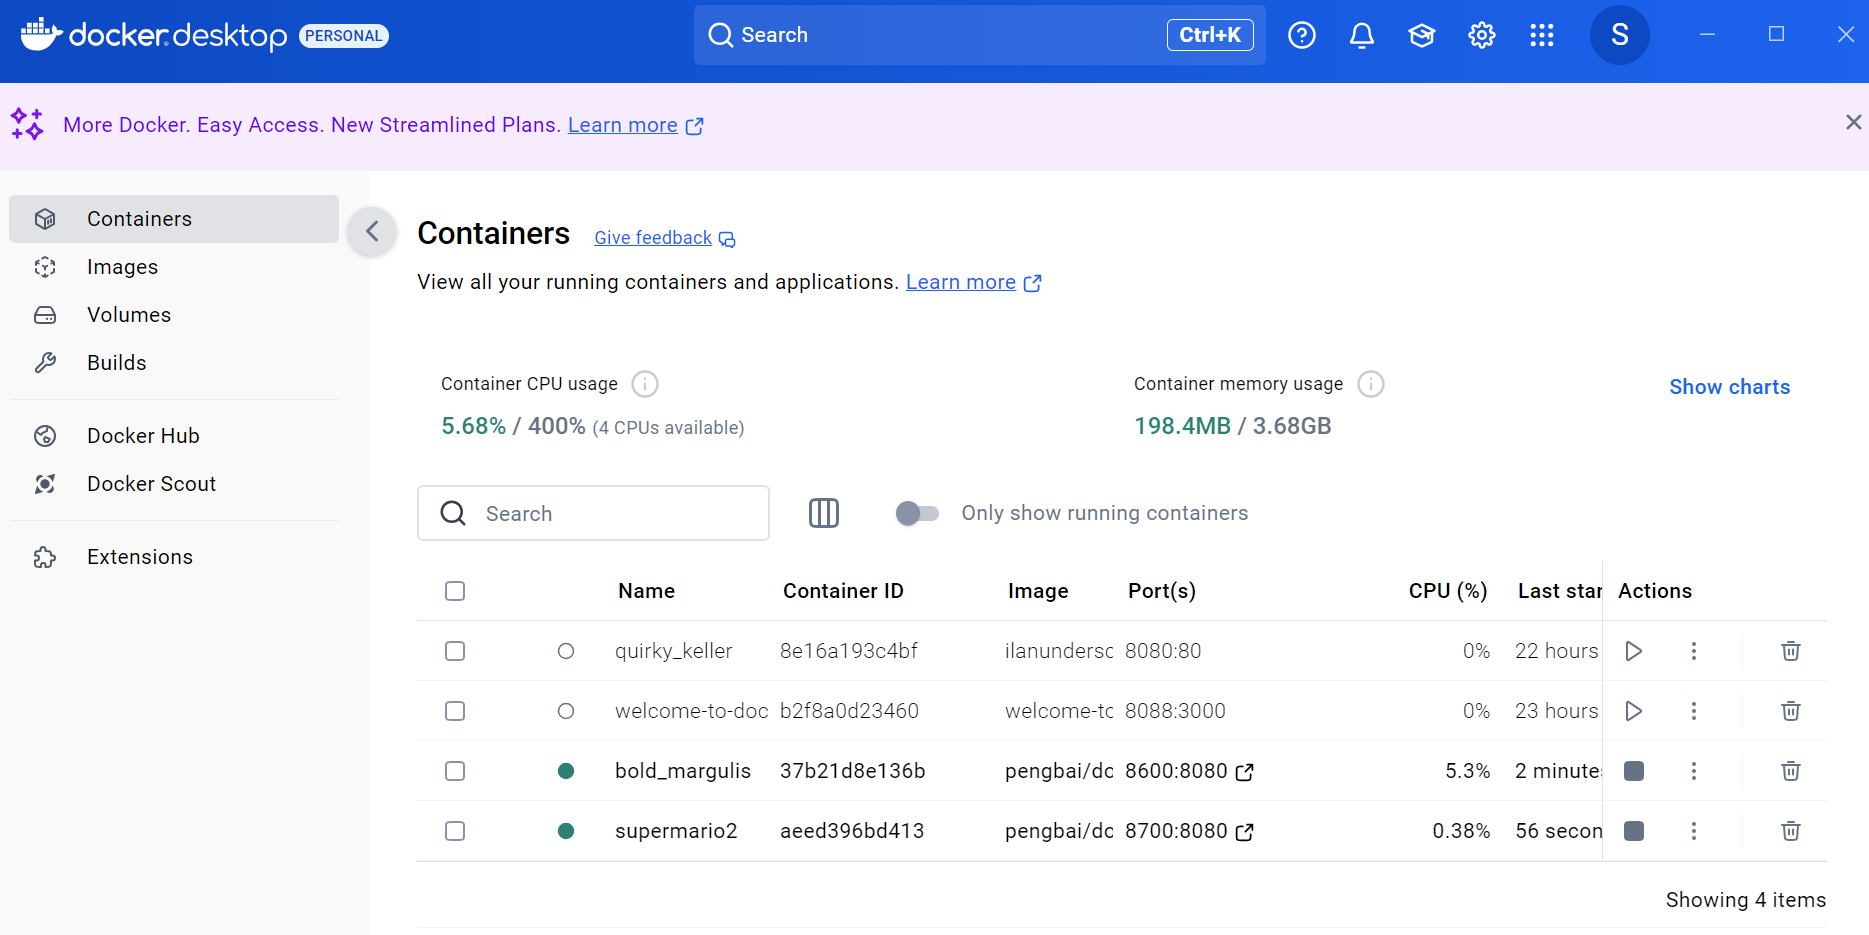 docker desktop PERSONAL
Search Ctrl+K
S
More Docker. Easy Access. New Streamlined Plans. Learn more
Containers
Images
Volumes
Builds
Docker Hub
Docker Scout
Extensions
Containers Give feedback
View all your running containers and applications. Learn more
Container CPU usage
5.68% / 400% (4 CPUs available)
Container memory usage
198.4MB / 3.68GB
Show charts
Search
Only show running containers
Name Container ID Image Port(s) CPU (%) Last star Actions
quirky_keller 8e16a193c4bf ilanundersc 8080:80 0% 22 hours
welcome-to-doc b2f8a0d23460 welcome-tc 8088:3000 0% 23 hours
bold_margulis 37b21d8e136b pengbai/do 8600:8080 5.3% 2 minutes
supermario2 aeed396bd413 pengbai/do 8700:8080 0.38% 56 secon
Showing 4 items